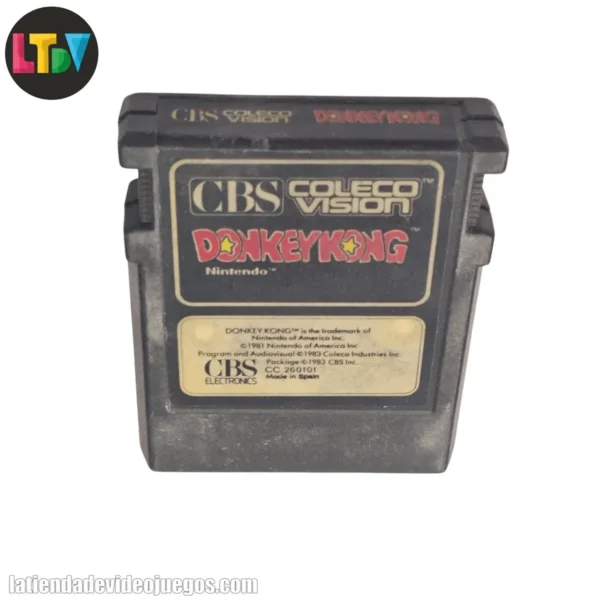 LTDV
CBS COLECO VISION DONKEY KONG
CBS COLECO VISION™
DONKEY KONG™
Nintendo™
DONKEY KONG™ is the trademark of
Nintendo of America Inc
©1981 Nintendo of America Inc
Program and Audiovisual ©1983 Coleco Industries Inc.
Package ©1983 CBS Inc.
CBS ELECTRONICS
CC 260101
Made in Spain
latiendadevideojuegos.com